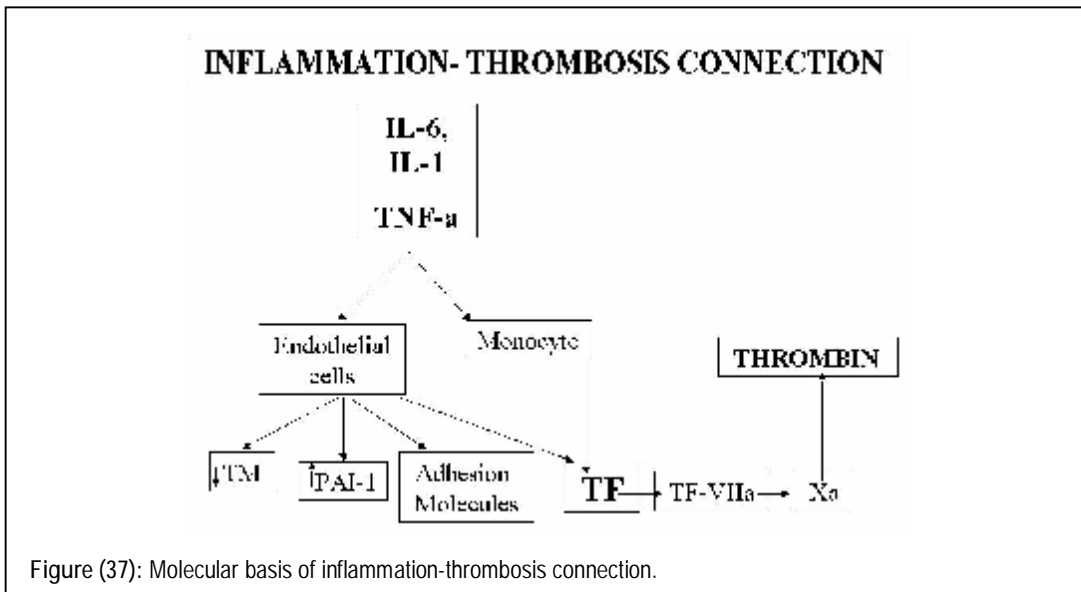 INFLAMMATION- THROMBOSIS CONNECTION
IL-6,
IL-1
TNF-a
Endothelial
cells
Monocyte
THROMBIN
↓TM
↑PAI-1
Adhesion
Molecules
TF
TF-VIIa
Xa
Figure (37): Molecular basis of inflammation-thrombosis connection.